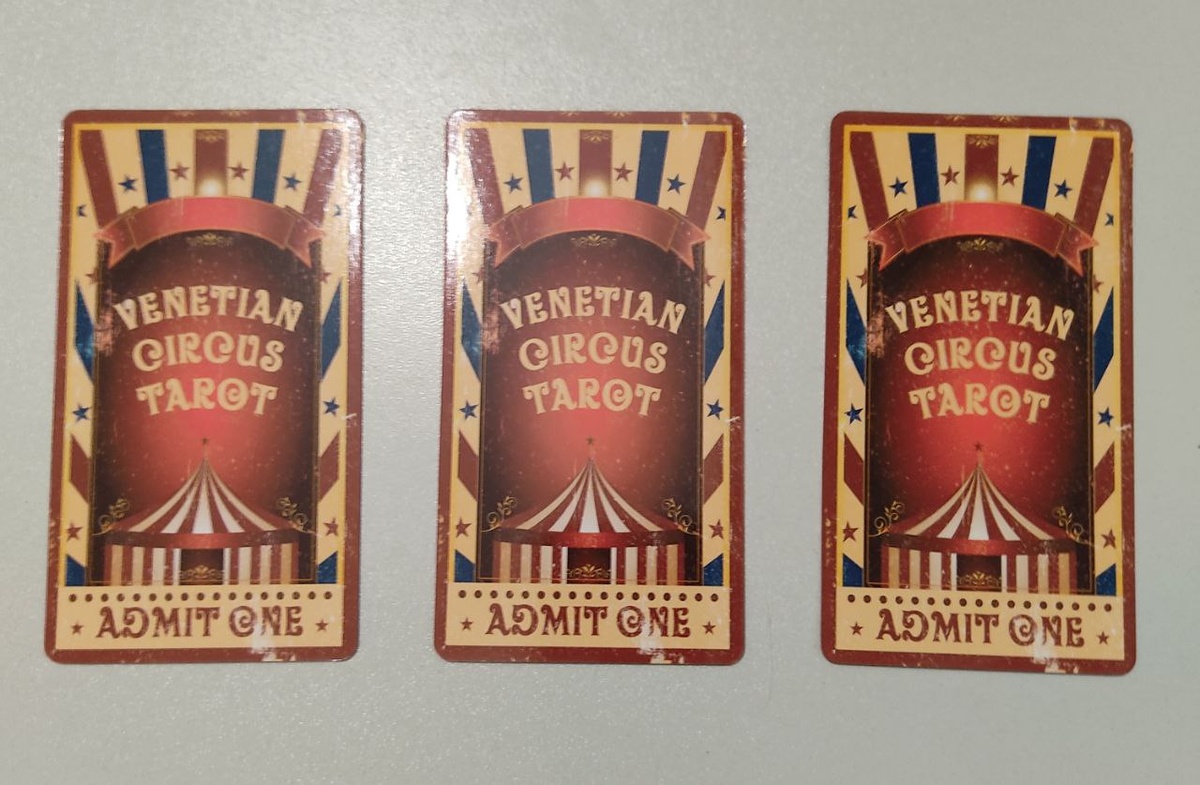 VENETIAN
CIRCUS
TAROT
ADMIT ONE
VENETIAN
CIRCUS
TAROT
ADMIT ONE
VENETIAN
CIRCUS
TAROT
ADMIT ONE